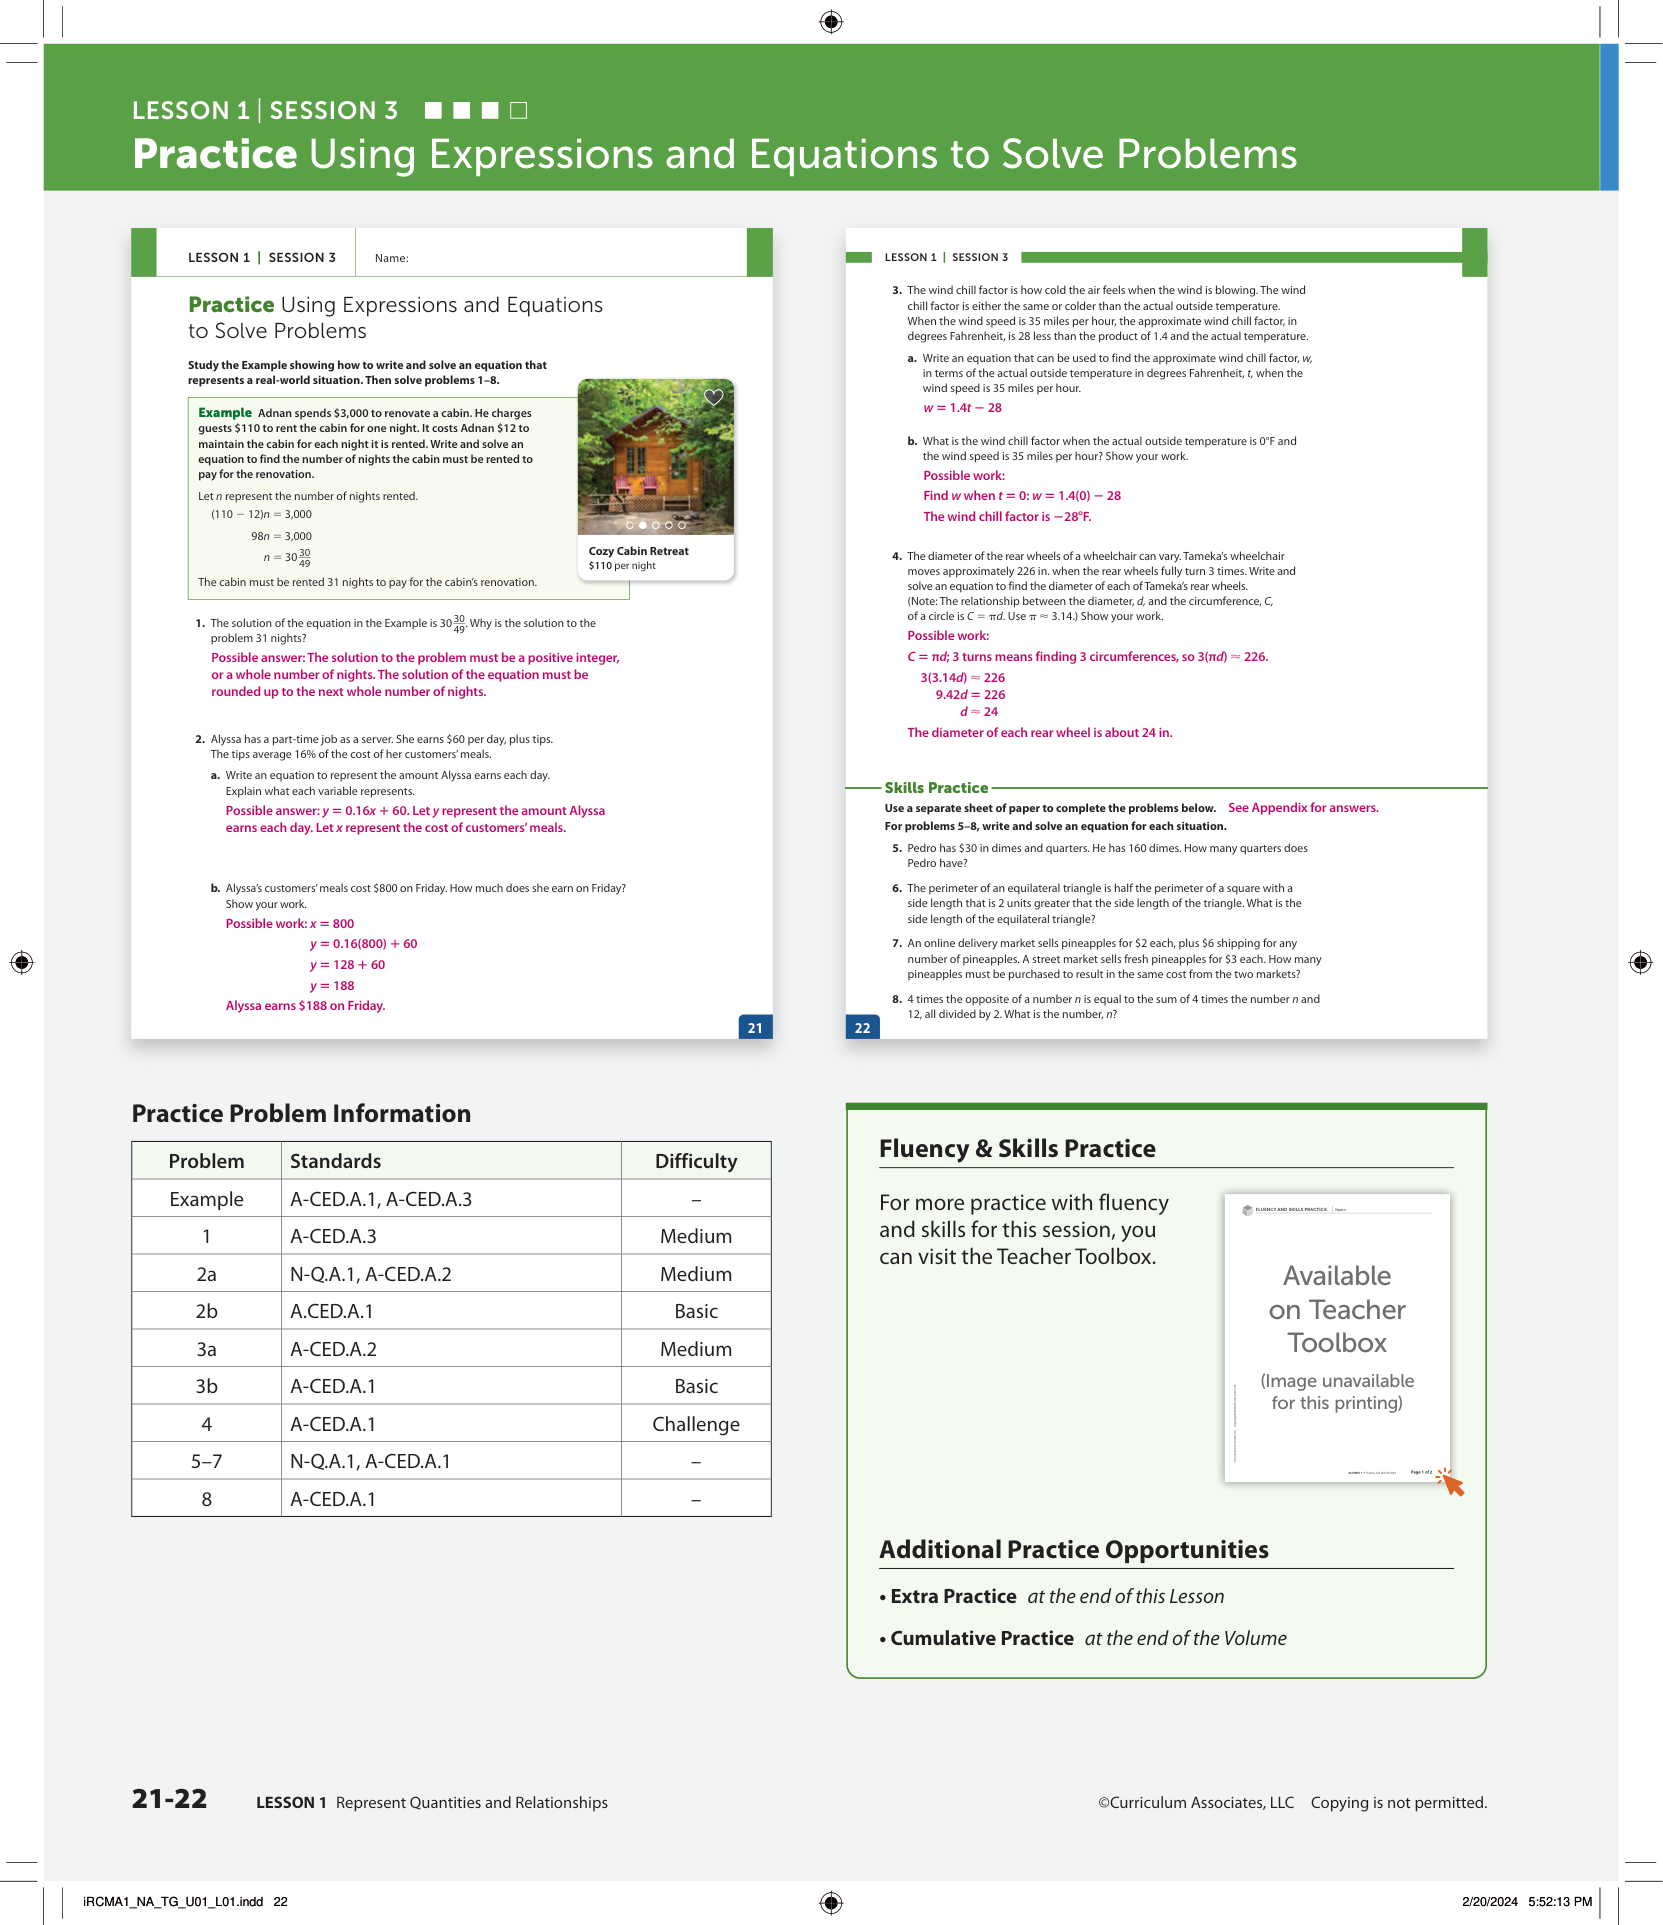 LESSON 1 | SESSION 3
Practice Using Expressions and Equations to Solve Problems
LESSON 1 | SESSION 3
Name:
Practice Using Expressions and Equations
to Solve Problems
Study the Example showing how to write and solve an equation that
represents a real-world situation. Then solve problems 1–8.
Example Adnan spends $3,000 to renovate a cabin. He charges
guests $110 to rent the cabin for one night. It costs Adnan $12 to
maintain the cabin for each night it is rented. Write and solve an
equation to find the number of nights the cabin must be rented to
pay for the renovation.
Let n represent the number of nights rented.
(110 − 12)n = 3,000
98n = 3,000
n = 30 30/49
The cabin must be rented 31 nights to pay for the cabin's renovation.
Cozy Cabin Retreat
$110 per night
1. The solution of the equation in the Example is 30 30/49. Why is the solution to the
problem 31 nights?
Possible answer: The solution to the problem must be a positive integer,
or a whole number of nights. The solution of the equation must be
rounded up to the next whole number of nights.
2. Alyssa has a part-time job as a server. She earns $60 per day, plus tips.
The tips average 16% of the cost of her customers' meals.
a. Write an equation to represent the amount Alyssa earns each day.
Explain what each variable represents.
Possible answer: y = 0.16x + 60. Let y represent the amount Alyssa
earns each day. Let x represent the cost of customers' meals.
b. Alyssa's customers' meals cost $800 on Friday. How much does she earn on Friday?
Show your work.
Possible work: x = 800
y = 0.16(800) + 60
y = 128 + 60
y = 188
Alyssa earns $188 on Friday.
21
LESSON 1 | SESSION 3
3. The wind chill factor is how cold the air feels when the wind is blowing. The wind
chill factor is either the same or colder than the actual outside temperature.
When the wind speed is 35 miles per hour, the approximate wind chill factor, in
degrees Fahrenheit, is 28 less than the product of 1.4 and the actual temperature.
a. Write an equation that can be used to find the approximate wind chill factor, w,
in terms of the actual outside temperature in degrees Fahrenheit, t, when the
wind speed is 35 miles per hour.
w = 1.4t − 28
b. What is the wind chill factor when the actual outside temperature is 0°F and
the wind speed is 35 miles per hour? Show your work.
Possible work:
Find w when t = 0: w = 1.4(0) − 28
The wind chill factor is −28°F.
4. The diameter of the rear wheels of a wheelchair can vary. Tameka's wheelchair
moves approximately 226 in. when the rear wheels fully turn 3 times. Write and
solve an equation to find the diameter of each of Tameka's rear wheels.
(Note: The relationship between the diameter, d, and the circumference, C,
of a circle is C = πd. Use π ≈ 3.14.) Show your work.
Possible work:
C = πd; 3 turns means finding 3 circumferences, so 3(πd) ≈ 226.
3(3.14d) ≈ 226
9.42d = 226
d ≈ 24
The diameter of each rear wheel is about 24 in.
Skills Practice
Use a separate sheet of paper to complete the problems below. See Appendix for answers.
For problems 5–8, write and solve an equation for each situation.
5. Pedro has $30 in dimes and quarters. He has 160 dimes. How many quarters does
Pedro have?
6. The perimeter of an equilateral triangle is half the perimeter of a square with a
side length that is 2 units greater that the side length of the triangle. What is the
side length of the equilateral triangle?
7. An online delivery market sells pineapples for $2 each, plus $6 shipping for any
number of pineapples. A street market sells fresh pineapples for $3 each. How many
pineapples must be purchased to result in the same cost from the two markets?
8. 4 times the opposite of a number n is equal to the sum of 4 times the number n and
12, all divided by 2. What is the number, n?
22
Practice Problem Information
Problem Standards Difficulty
Example A-CED.A.1, A-CED.A.3 –
1 A-CED.A.3 Medium
2a N-Q.A.1, A-CED.A.2 Medium
2b A.CED.A.1 Basic
3a A-CED.A.2 Medium
3b A-CED.A.1 Basic
4 A-CED.A.1 Challenge
5–7 N-Q.A.1, A-CED.A.1 –
8 A-CED.A.1 –
Fluency & Skills Practice
For more practice with fluency
and skills for this session, you
can visit the Teacher Toolbox.
FLUENCY AND SKILLS PRACTICE | Name
Available
on Teacher
Toolbox
(Image unavailable
for this printing)
Page 1 of 2
Additional Practice Opportunities
• Extra Practice at the end of this Lesson
• Cumulative Practice at the end of the Volume
21-22 LESSON 1 Represent Quantities and Relationships
©Curriculum Associates, LLC Copying is not permitted.
iRCMA1_NA_TG_U01_L01.indd 22
2/20/2024 5:52:13 PM